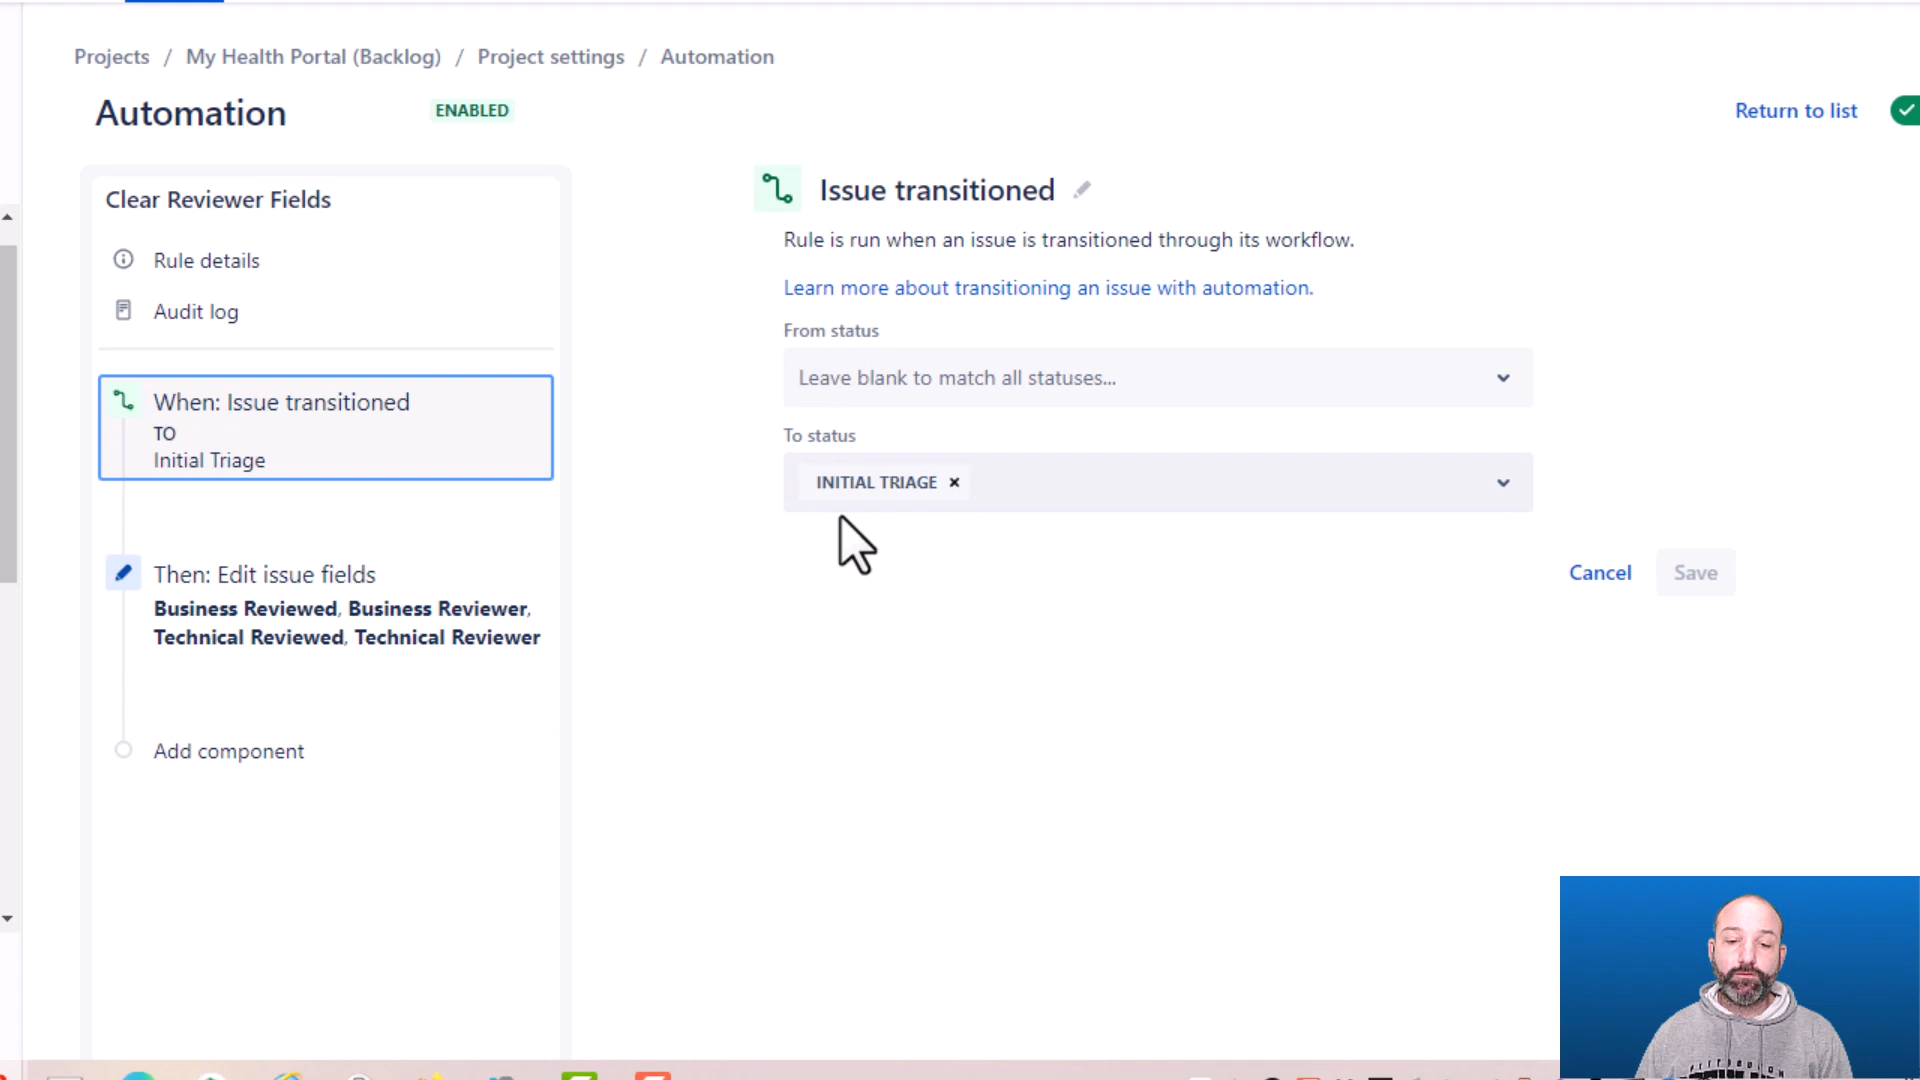 Projects / My Health Portal (Backlog) / Project settings / Automation
Automation
ENABLED
Return to list
Clear Reviewer Fields
Rule details
Audit log
When: Issue transitioned
TO
Initial Triage
Then: Edit issue fields
Business Reviewed, Business Reviewer,
Technical Reviewed, Technical Reviewer
Add component
Issue transitioned
Rule is run when an issue is transitioned through its workflow.
Learn more about transitioning an issue with automation.
From status
Leave blank to match all statuses...
To status
INITIAL TRIAGE
Cancel
Save